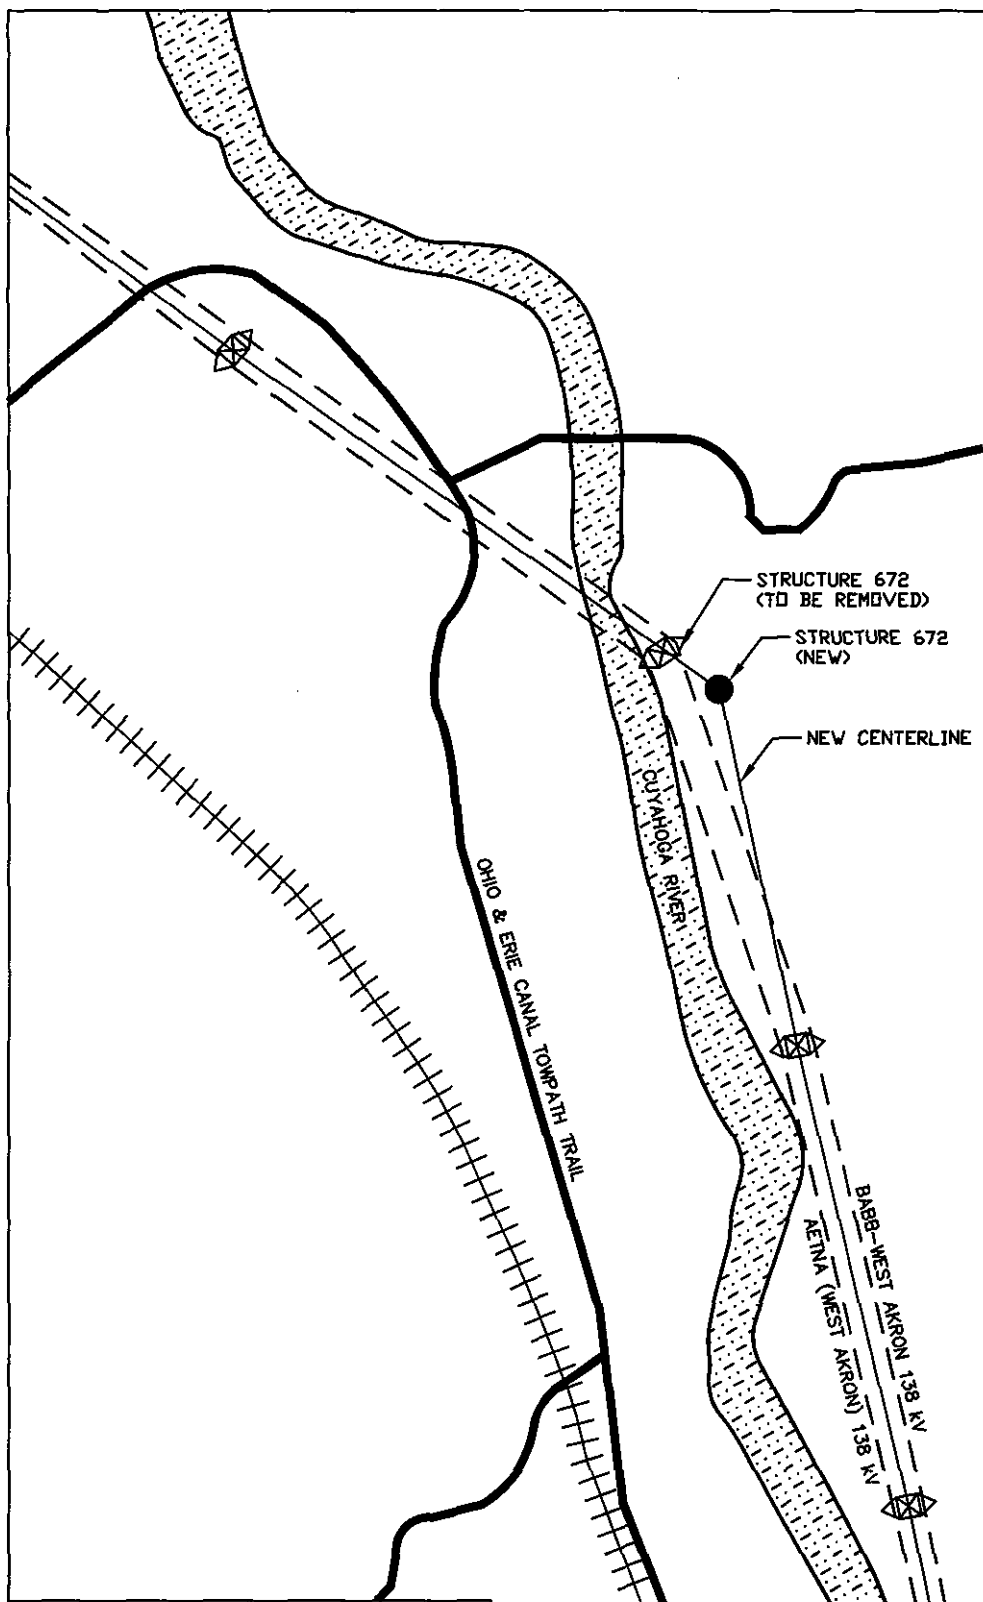 STRUCTURE 672
(TO BE REMOVED)
STRUCTURE 672
(NEW)
NEW CENTERLINE
CUYAHOGA RIVER
OHIO & ERIE CANAL TOWPATH TRAIL
BABB-WEST AKRON 138 kV
AETNA (WEST AKRON) 138 kV